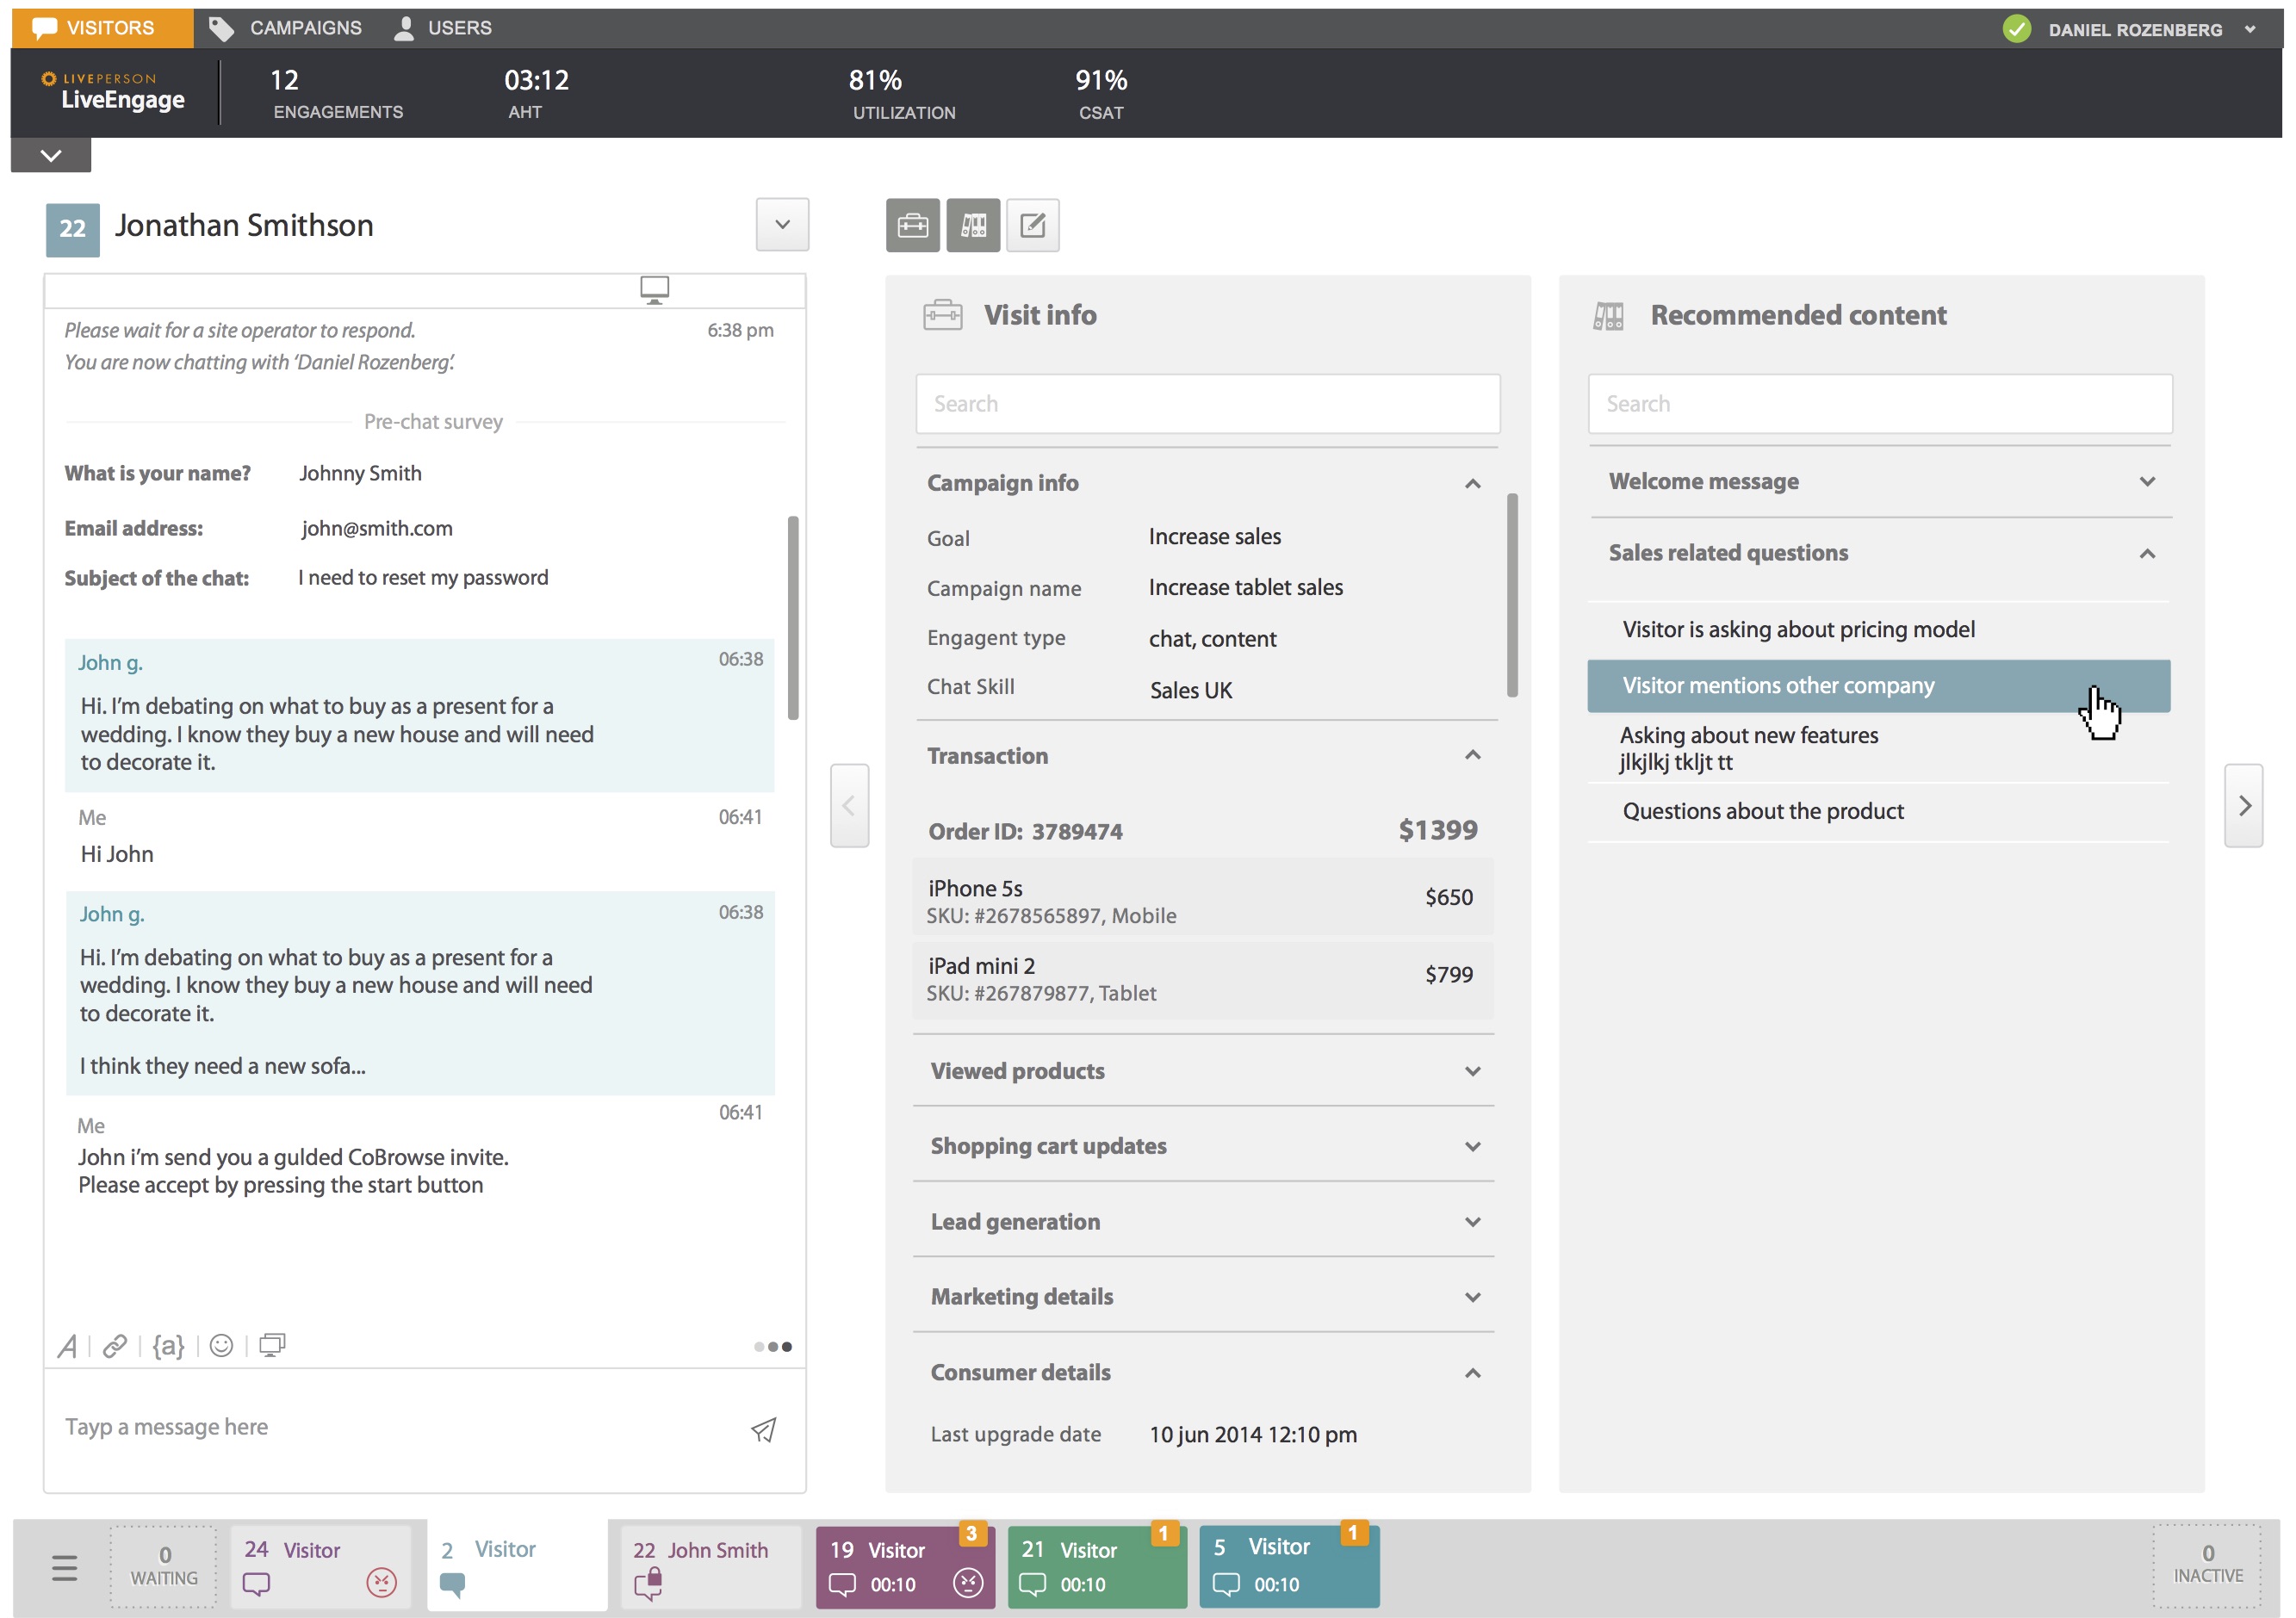 VISITORS
CAMPAIGNS
USERS
DANIEL ROZENBERG
LIVEPERSON
LiveEngage
12
ENGAGEMENTS
03:12
AHT
81%
UTILIZATION
91%
CSAT
22
Jonathan Smithson
Please wait for a site operator to respond.
6:38 pm
You are now chatting with ‘Daniel Rozenberg’.
Pre-chat survey
What is your name? Johnny Smith
Email address: john@smith.com
Subject of the chat: I need to reset my password
John g.
06:38
Hi. I’m debating on what to buy as a present for a
wedding. I know they buy a new house and will need
to decorate it.
Me
06:41
Hi John
John g.
06:38
Hi. I’m debating on what to buy as a present for a
wedding. I know they buy a new house and will need
to decorate it.
I think they need a new sofa...
06:41
Me
John i’m send you a gulded CoBrowse invite.
Please accept by pressing the start button
A
{a}
Tayp a message here
Visit info
Search
Campaign info
Goal Increase sales
Campaign name Increase tablet sales
Engagent type chat, content
Chat Skill Sales UK
Transaction
Order ID: 3789474 $1399
iPhone 5s
$650
SKU: #2678565897, Mobile
iPad mini 2
$799
SKU: #267879877, Tablet
Viewed products
Shopping cart updates
Lead generation
Marketing details
Consumer details
Last upgrade date 10 jun 2014 12:10 pm
Recommended content
Search
Welcome message
Sales related questions
Visitor is asking about pricing model
Visitor mentions other company
Asking about new features
jlkjlkj tkljt tt
Questions about the product
0
WAITING
24 Visitor
2 Visitor
22 John Smith
3
19 Visitor
00:10
1
21 Visitor
00:10
1
5 Visitor
00:10
0
INACTIVE